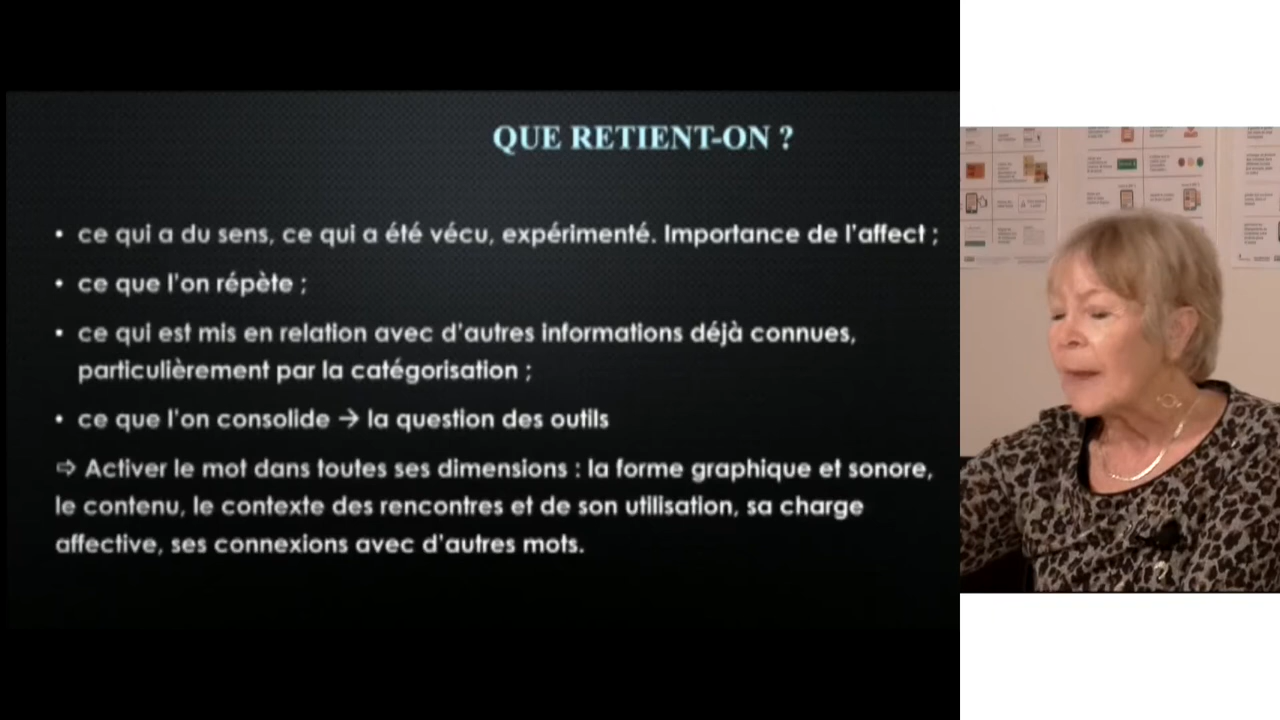 QUE RETIENT-ON ?
• ce qui a du sens, ce qui a été vécu, expérimenté. Importance de l'affect ;
• ce que l'on répète ;
• ce qui est mis en relation avec d'autres informations déjà connues,
particulièrement par la catégorisation ;
• ce que l'on consolide → la question des outils
⇨ Activer le mot dans toutes ses dimensions : la forme graphique et sonore,
le contenu, le contexte des rencontres et de son utilisation, sa charge
affective, ses connexions avec d'autres mots.